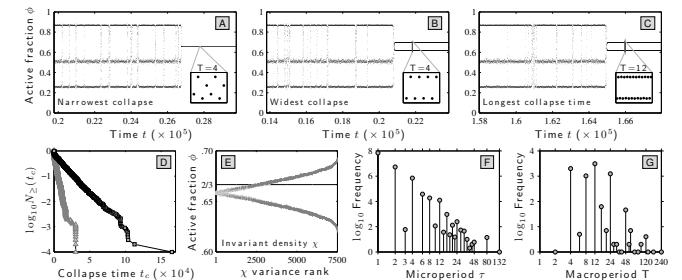 Active fraction ϕ
1
0.8
0.6
0.4
0.2
0
A
T=4
Narrowest collapse
0.2 0.22 0.24 0.26 0.28
Time t (×10⁵)
B
T=4
Widest collapse
0.14 0.16 0.18 0.2 0.22
Time t (×10⁵)
C
T=12
Longest collapse time
1.58 1.6 1.62 1.64 1.66
Time t (×10⁵)
log₁₀N≥(t_c)
0
−1
−2
−3
−4
D
0 5 10 15
Collapse time t_c (×10⁴)
Active fraction ϕ
.70
2/3
.65
.60
E
Invariant density χ
1 2500 5000 7500
χ variance rank
log₁₀ Frequency
8
6
4
2
0
F
1 2 4 6 8 12 24 48 80 132
Microperiod τ
log₁₀ Frequency
4
3
2
1
0
G
1 2 4 8 12 24 48 120 240
Macroperiod T